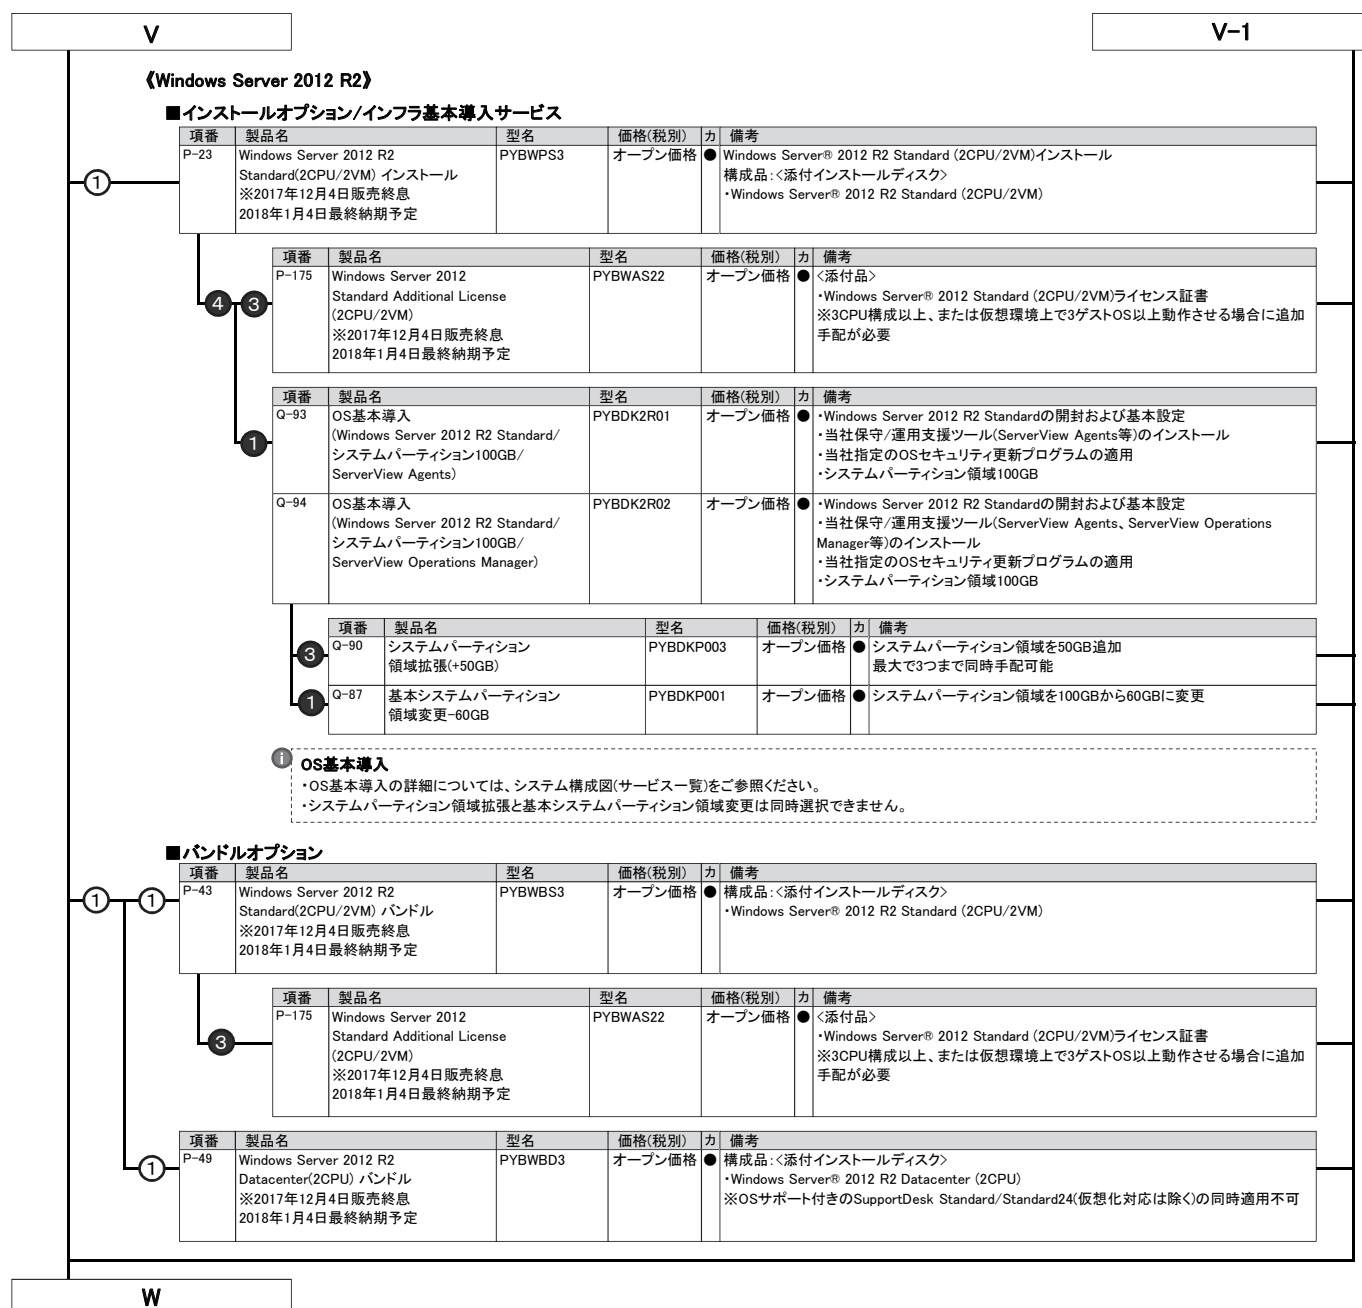 V
V-1
《Windows Server 2012 R2》
■インストールオプション/インフラ基本導入サービス
項番 製品名 型名 価格(税別) カ 備考
P-23 Windows Server 2012 R2 PYBWPS3 オープン価格 ● Windows Server® 2012 R2 Standard (2CPU/2VM)インストール
Standard(2CPU/2VM) インストール 構成品：<添付インストールディスク>
※2017年12月4日販売終息 ・Windows Server® 2012 R2 Standard (2CPU/2VM)
2018年1月4日最終納期予定
①
項番 製品名 型名 価格(税別) カ 備考
P-175 Windows Server 2012 PYBWAS22 オープン価格 ● <添付品>
Standard Additional License ・Windows Server® 2012 Standard (2CPU/2VM)ライセンス証書
(2CPU/2VM) ※3CPU構成以上、または仮想環境上で3ゲストOS以上動作させる場合に追加
※2017年12月4日販売終息 手配が必要
2018年1月4日最終納期予定
④ ③
項番 製品名 型名 価格(税別) カ 備考
Q-93 OS基本導入 PYBDK2R01 オープン価格 ● ・Windows Server 2012 R2 Standardの開封および基本設定
(Windows Server 2012 R2 Standard/ ・当社保守/運用支援ツール(ServerView Agents等)のインストール
システムパーティション100GB/ ・当社指定のOSセキュリティ更新プログラムの適用
ServerView Agents) ・システムパーティション領域100GB
①
Q-94 OS基本導入 PYBDK2R02 オープン価格 ● ・Windows Server 2012 R2 Standardの開封および基本設定
(Windows Server 2012 R2 Standard/ ・当社保守/運用支援ツール(ServerView Agents、ServerView Operations
システムパーティション100GB/ Manager等)のインストール
ServerView Operations Manager) ・当社指定のOSセキュリティ更新プログラムの適用
・システムパーティション領域100GB
項番 製品名 型名 価格(税別) カ 備考
③ Q-90 システムパーティション PYBDKP003 オープン価格 ● システムパーティション領域を50GB追加
領域拡張(+50GB) 最大で3つまで同時手配可能
① Q-87 基本システムパーティション PYBDKP001 オープン価格 ● システムパーティション領域を100GBから60GBに変更
領域変更-60GB
i OS基本導入
・OS基本導入の詳細については、システム構成図(サービス一覧)をご参照ください。
・システムパーティション領域拡張と基本システムパーティション領域変更は同時選択できません。
■バンドルオプション
項番 製品名 型名 価格(税別) カ 備考
① ① P-43 Windows Server 2012 R2 PYBWBS3 オープン価格 ● 構成品：<添付インストールディスク>
Standard(2CPU/2VM) バンドル ・Windows Server® 2012 R2 Standard (2CPU/2VM)
※2017年12月4日販売終息
2018年1月4日最終納期予定
項番 製品名 型名 価格(税別) カ 備考
P-175 Windows Server 2012 PYBWAS22 オープン価格 ● <添付品>
Standard Additional License ・Windows Server® 2012 Standard (2CPU/2VM)ライセンス証書
(2CPU/2VM) ※3CPU構成以上、または仮想環境上で3ゲストOS以上動作させる場合に追加
※2017年12月4日販売終息 手配が必要
2018年1月4日最終納期予定
③
項番 製品名 型名 価格(税別) カ 備考
① P-49 Windows Server 2012 R2 PYBWBD3 オープン価格 ● 構成品：<添付インストールディスク>
Datacenter(2CPU) バンドル ・Windows Server® 2012 R2 Datacenter (2CPU)
※2017年12月4日販売終息 ※OSサポート付きのSupportDesk Standard/Standard24(仮想化対応は除く)の同時適用不可
2018年1月4日最終納期予定
W